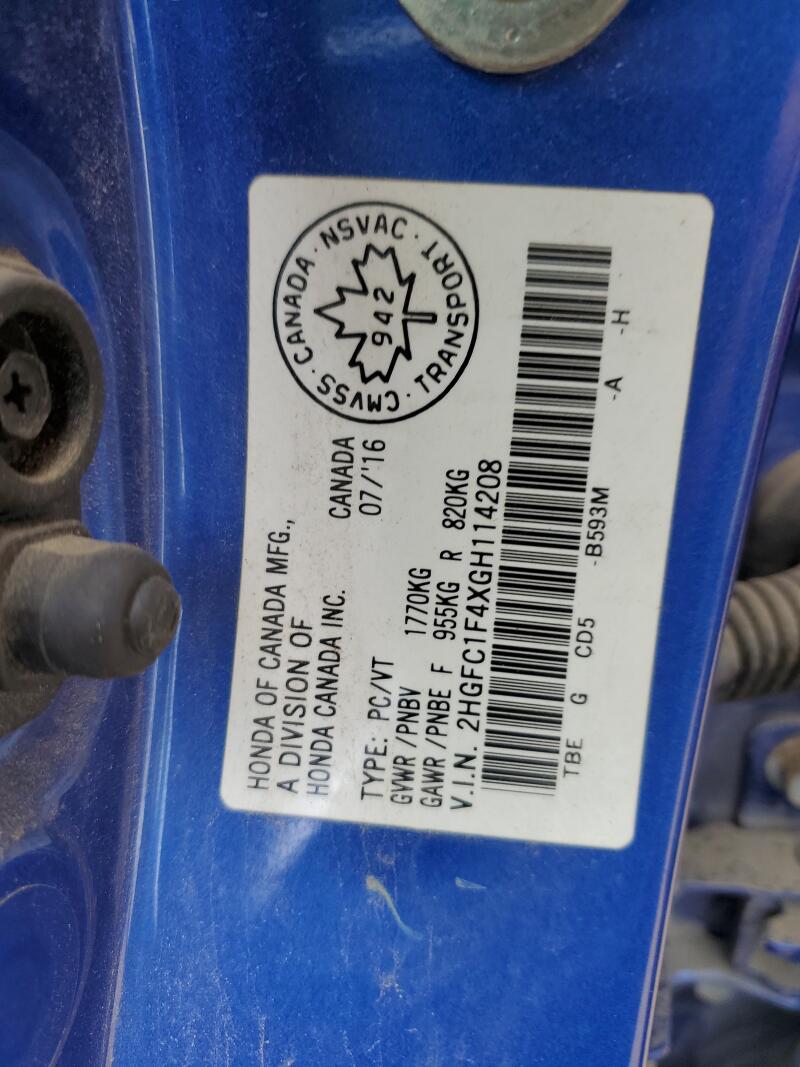 HONDA OF CANADA MFG.,
A DIVISION OF
HONDA CANADA INC.
CANADA
07/'16
TYPE: PC/VT
GVWR /PNBV 1770KG
GAWR /PNBE F 955KG R 820KG
V.I.N. 2HGFC1F4XGH114208
TBE G CD5 -B593M -A -H
CANADA · NSVAC · TRANSPORT · CMVSS ·
942